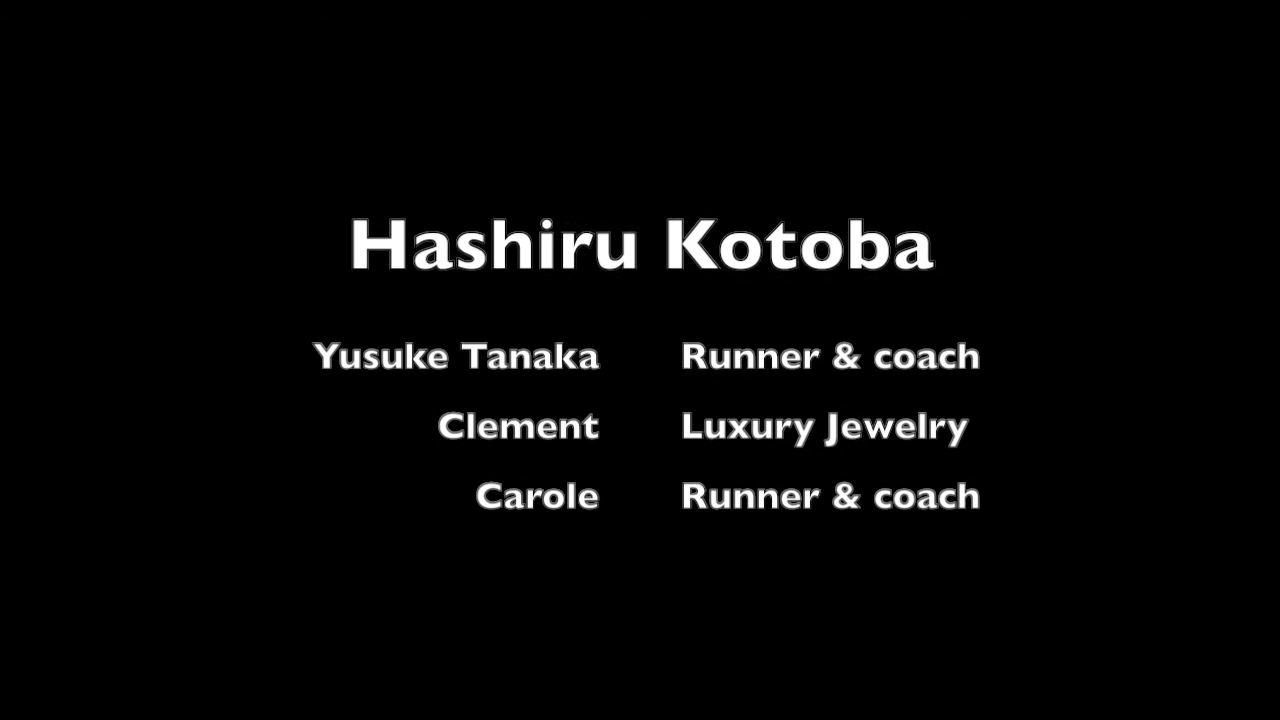 Hashiru Kotoba
Yusuke Tanaka Runner & coach
Clement Luxury Jewelry
Carole Runner & coach